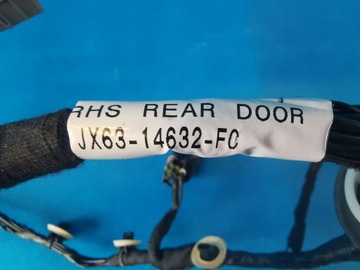 RHS REAR DOOR
JX63-14632-FC